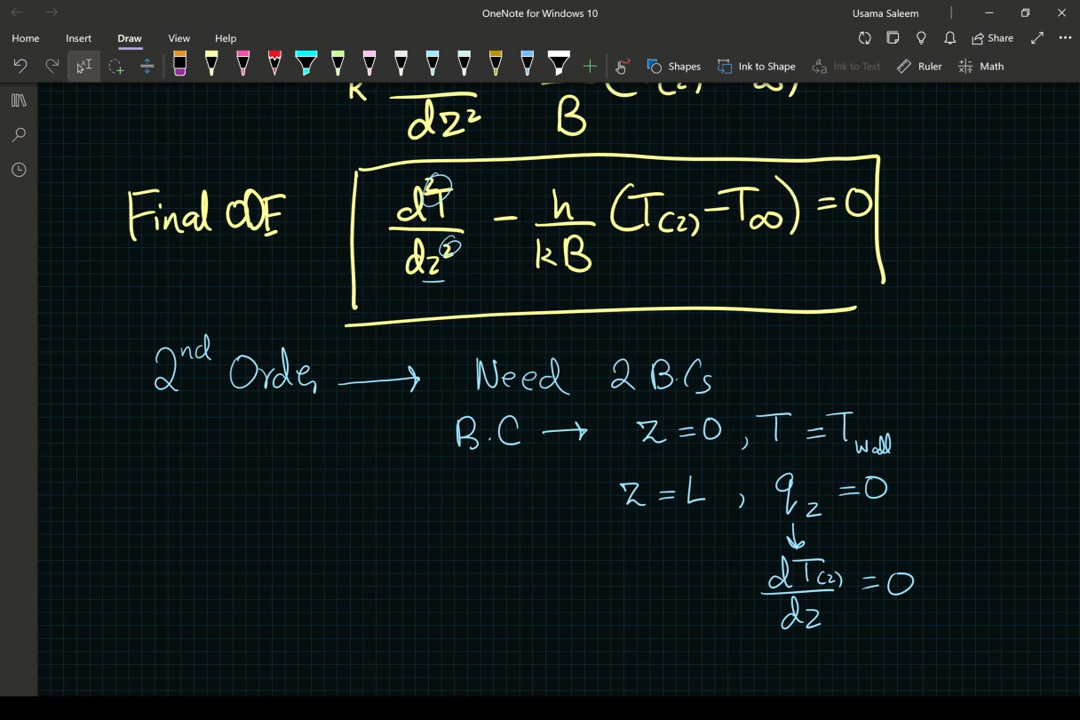 OneNote for Windows 10
Usama Saleem
Home Insert Draw View Help
Share
Shapes Ink to Shape Ink to Text Ruler Math
k dz² B
Final ODE d²T/dz² - h/kB (T(z) - T∞) = 0
2nd Order → Need 2 B.Cs
B.C → z = 0, T = Twall
z = L, qz = 0
↓
dT(z)/dz = 0